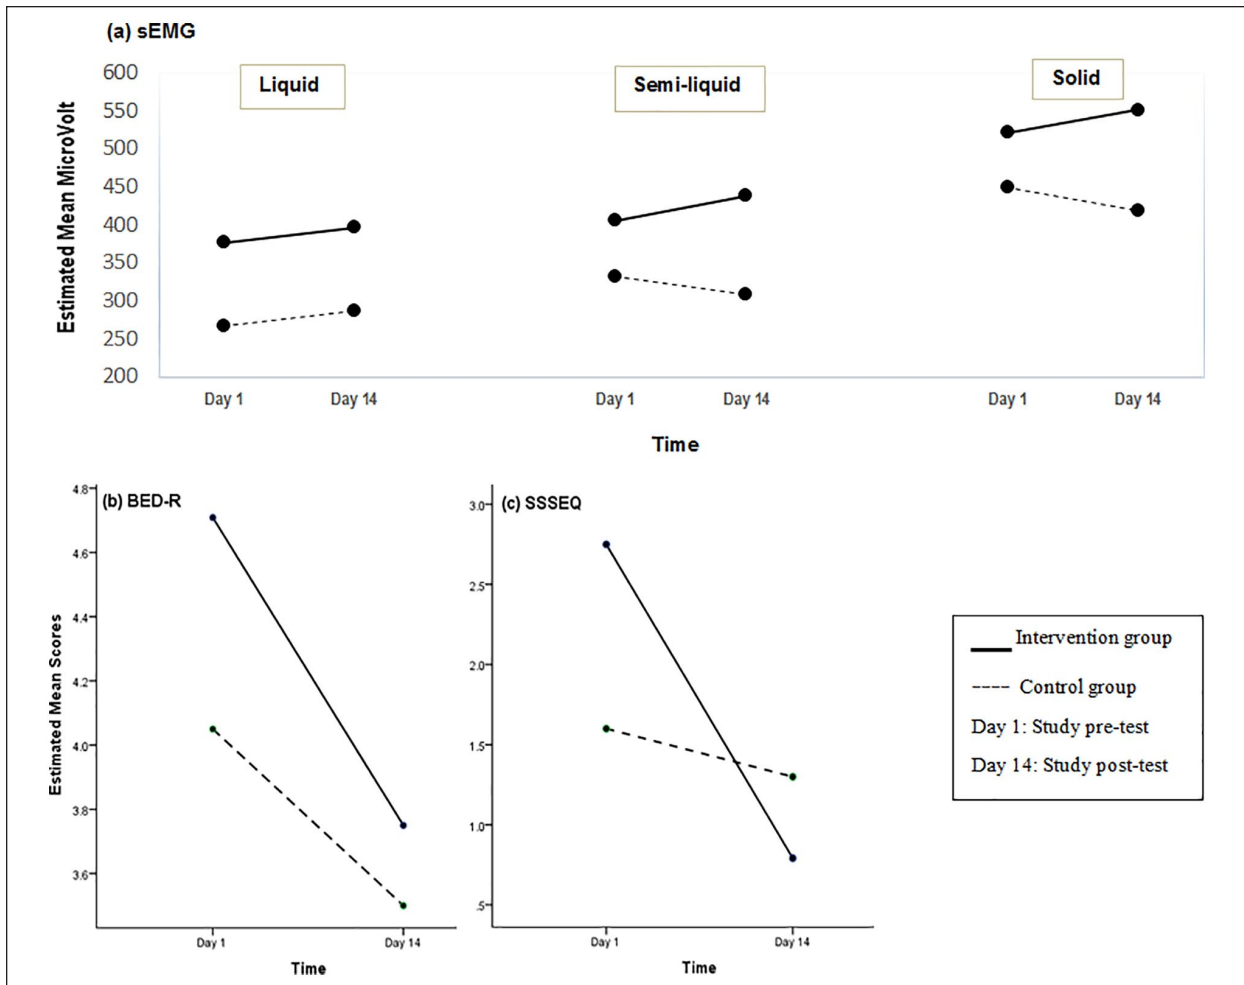 (a) sEMG
Liquid
Semi-liquid
Solid
Estimated Mean MicroVolt
600
550
500
450
400
350
300
250
200
Day 1
Day 14
Day 1
Day 14
Day 1
Day 14
Time
(b) BED-R
Estimated Mean Scores
4.8
4.6
4.4
4.2
4.0
3.8
3.6
Day 1
Day 14
Time
(c) SSSEQ
3.0
2.5
2.0
1.5
1.0
.5
Day 1
Day 14
Time
Intervention group
Control group
Day 1: Study pre-test
Day 14: Study post-test